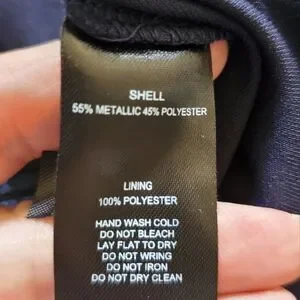 SHELL
55% METALLIC 45% POLYESTER
LINING
100% POLYESTER
HAND WASH COLD
DO NOT BLEACH
LAY FLAT TO DRY
DO NOT WRING
DO NOT IRON
DO NOT DRY CLEAN